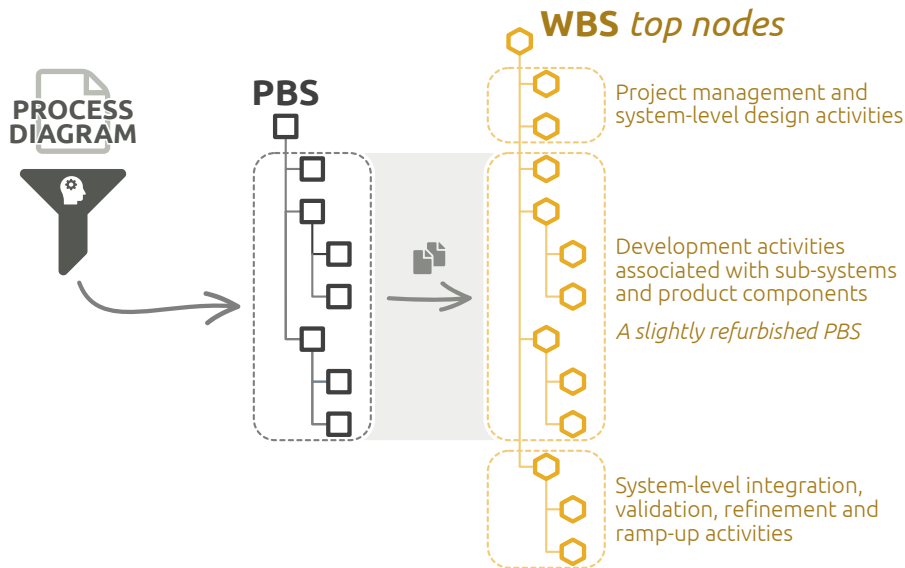 WBS top nodes
PROCESS
DIAGRAM
PBS
Project management and
system-level design activities
Development activities
associated with sub-systems
and product components
A slightly refurbished PBS
System-level integration,
validation, refinement and
ramp-up activities